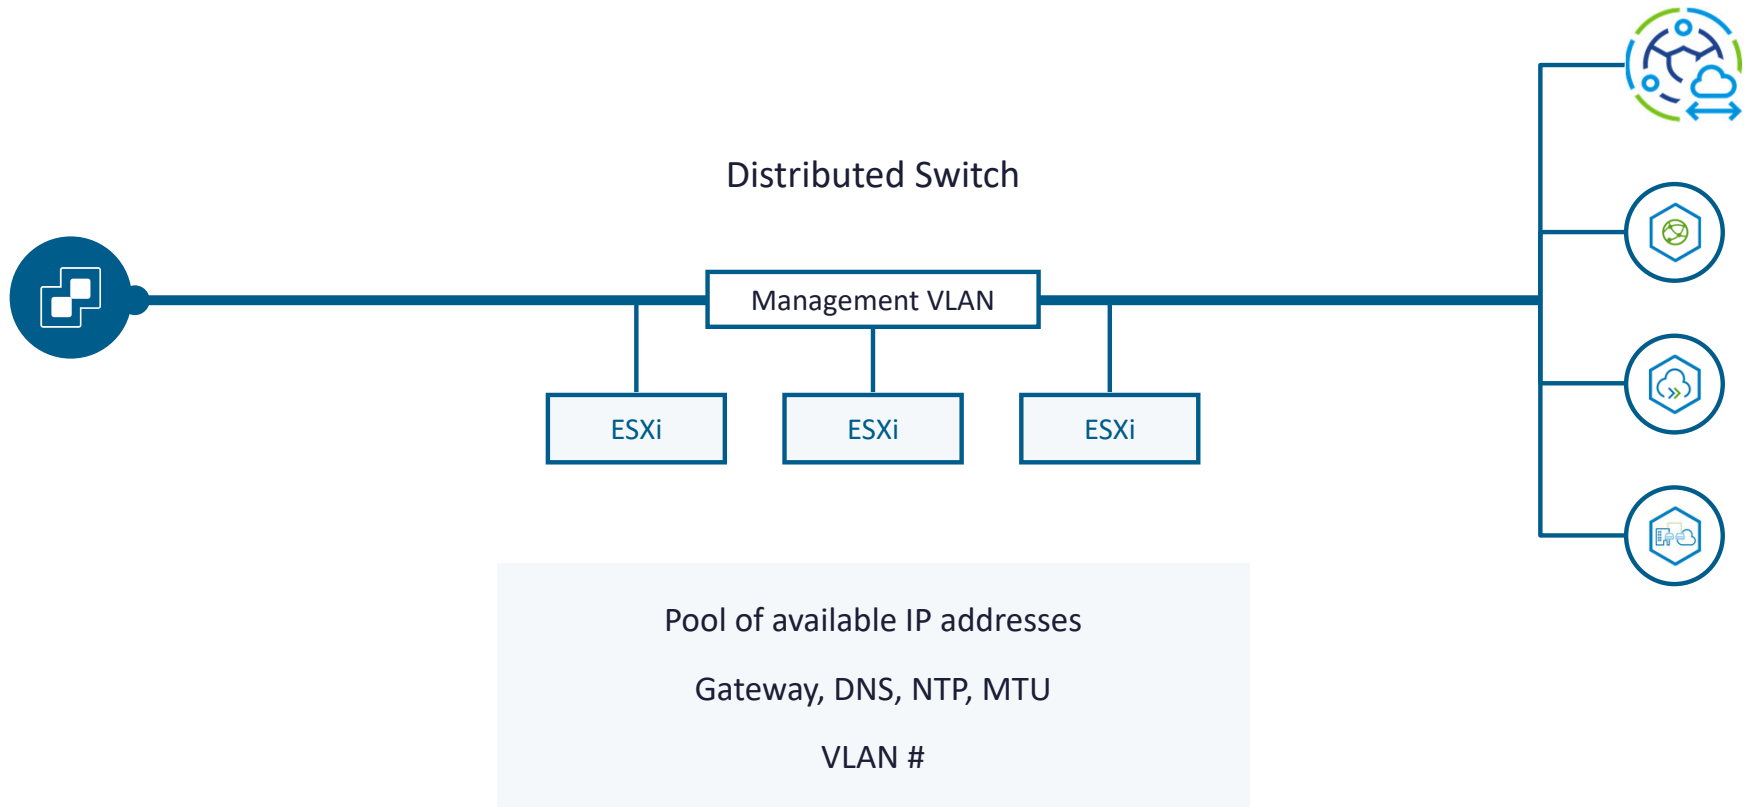 Distributed Switch
Management VLAN
ESXi
ESXi
ESXi
Pool of available IP addresses
Gateway, DNS, NTP, MTU
VLAN #